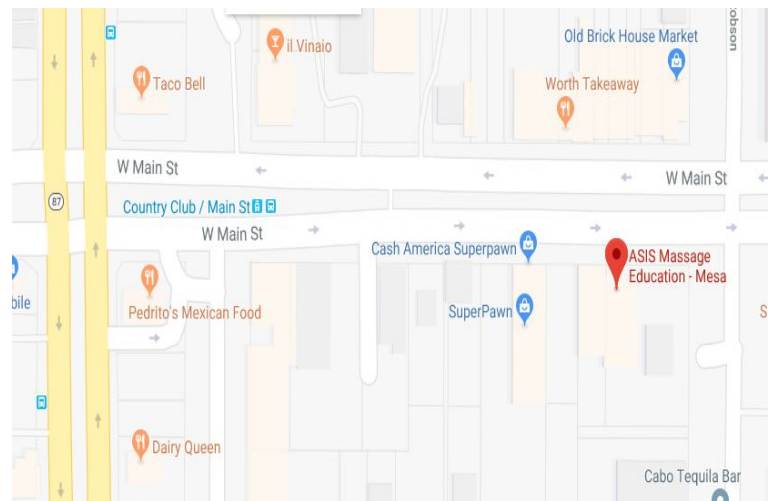 Old Brick House Market
obson
il Vinaio
Taco Bell
Worth Takeaway
W Main St
W Main St
87
Country Club / Main St
W Main St
Cash America Superpawn
ASIS Massage
Education - Mesa
bile
Pedrito's Mexican Food
SuperPawn
S
Dairy Queen
Cabo Tequila Bar